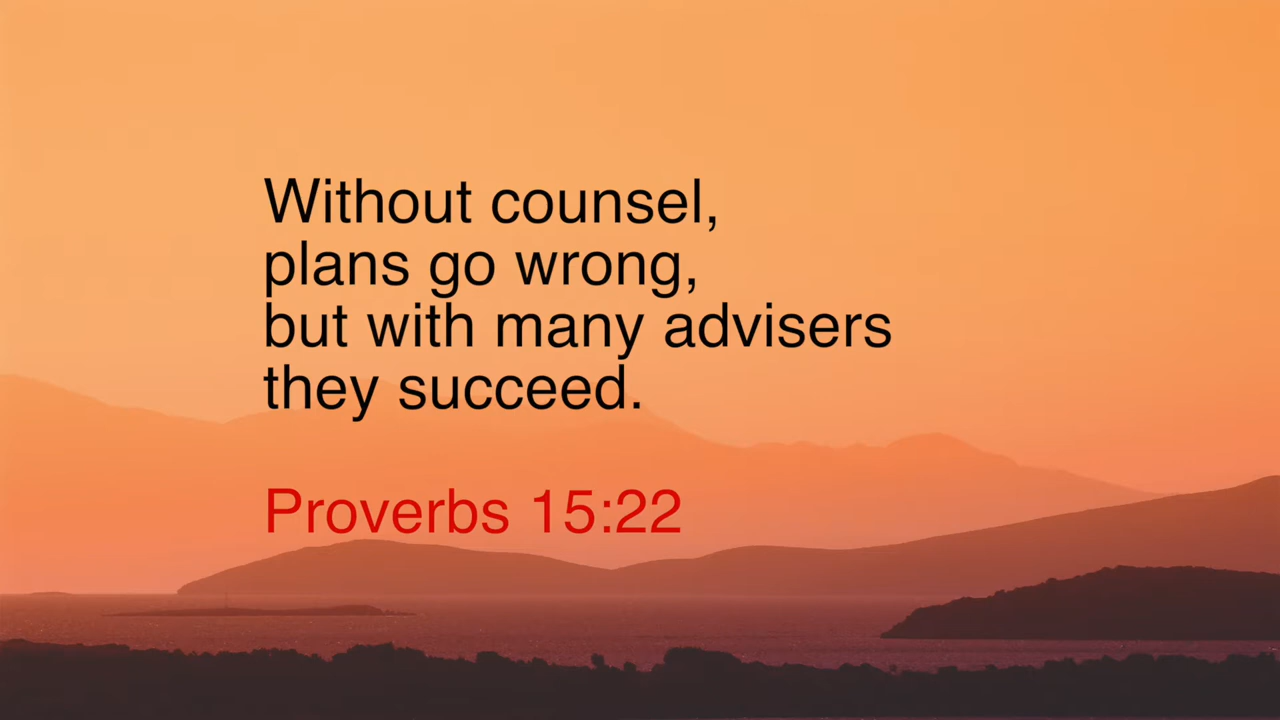 Without counsel,
plans go wrong,
but with many advisers
they succeed.
Proverbs 15:22